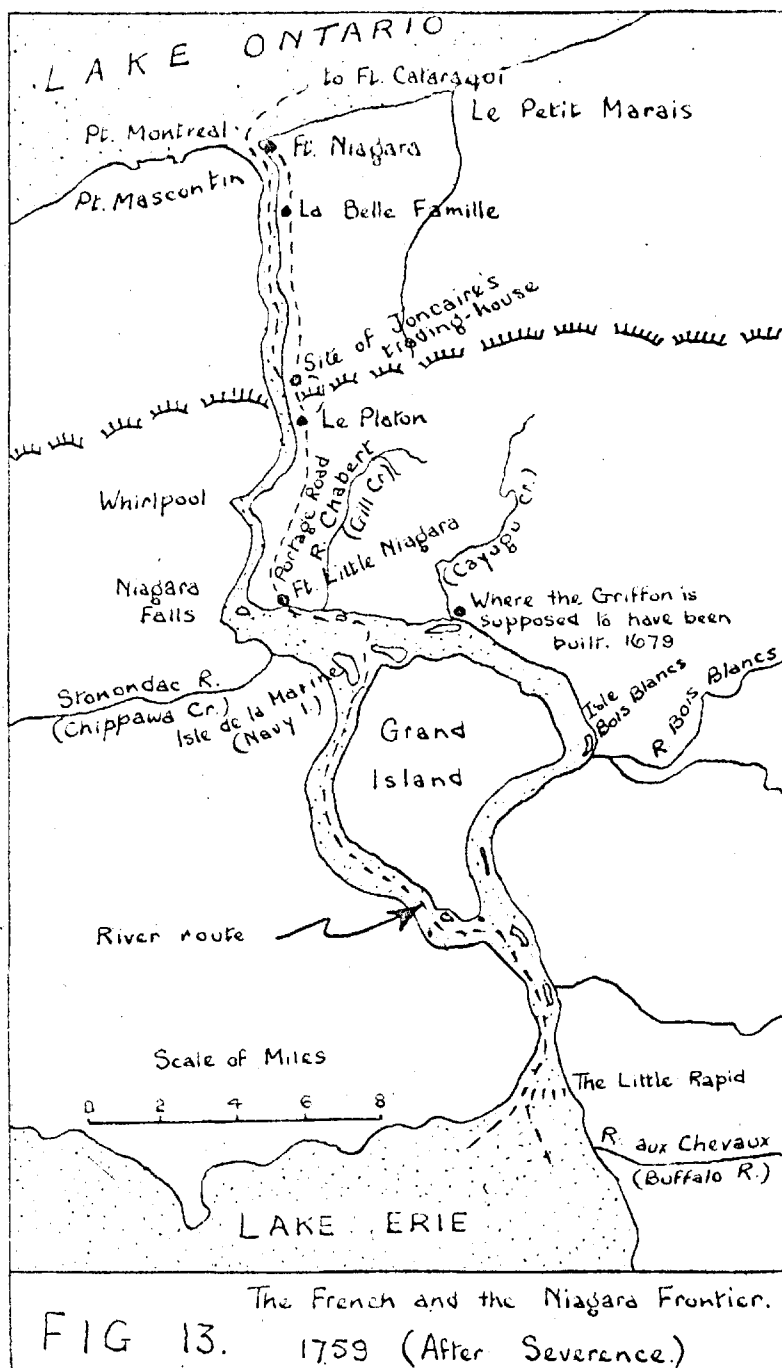 LAKE ONTARIO
to Ft. Cataraqoi
Le Petit Marais
Pt. Montreal
Ft. Niagara
Pt. Mascontin
La Belle Famille
Site of Joncaire's
trading-house
Le Platon
Whirlpool
Portage Road
R. Chabert
(Gill Cr.)
(Cayuga Cr.)
Ft. Little Niagara
Niagara
Falls
Where the Griffon is
supposed to have been
built. 1679
Stonondac R.
(Chippawa Cr.)
Isle de la Marine
(Navy I.)
Grand
Island
Isle
Bois Blancs
R Bois Blancs
River route
Scale of Miles
0 2 4 6 8
The Little Rapid
R. aux Chevaux
(Buffalo R.)
LAKE ERIE
The French and the Niagara Frontier.
FIG 13. 1759 (After Severence.)